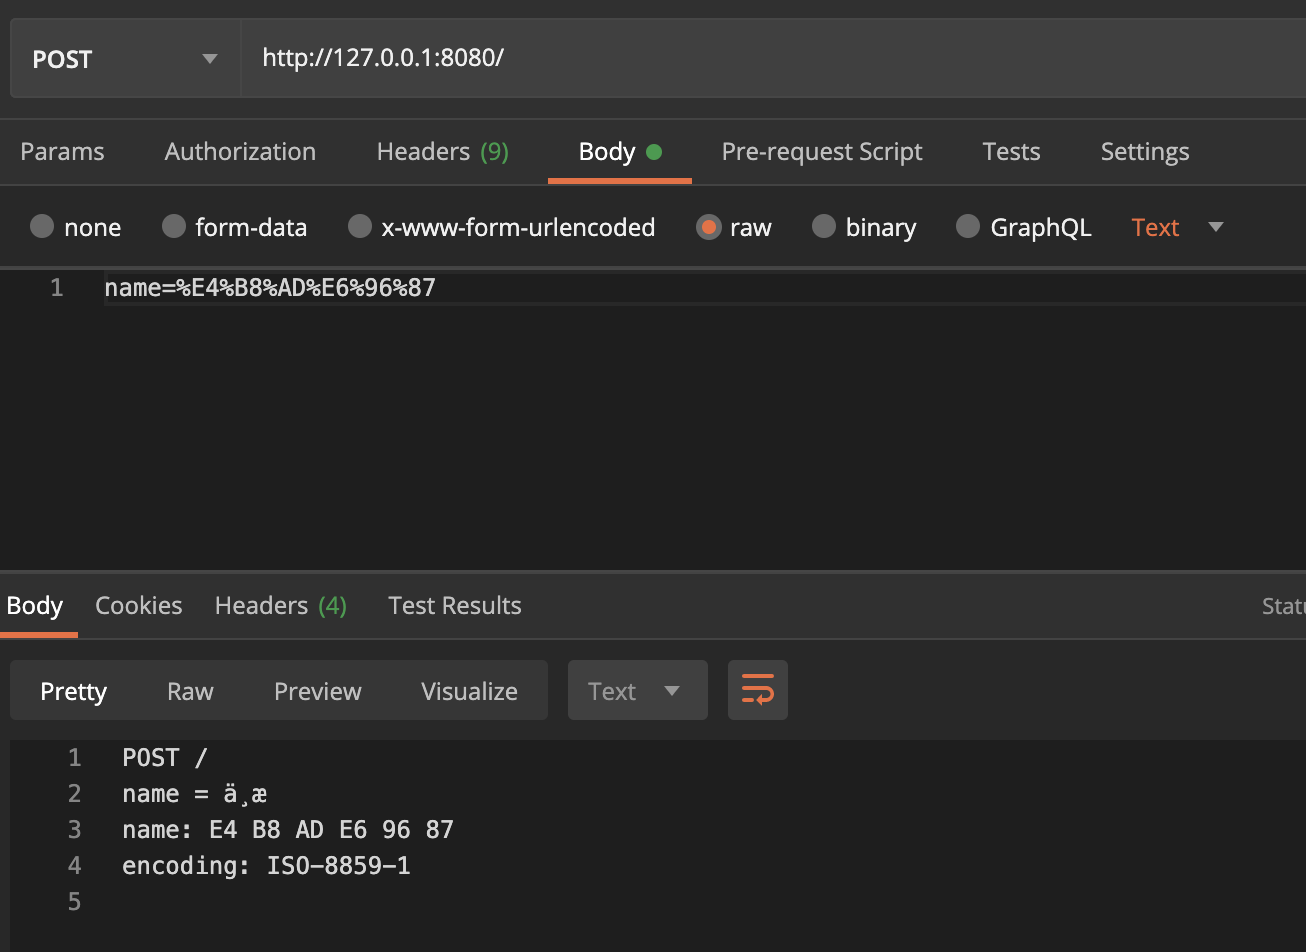 POST http://127.0.0.1:8080/
Params Authorization Headers (9) Body Pre-request Script Tests Settings
none form-data x-www-form-urlencoded raw binary GraphQL Text
1 name=%E4%B8%AD%E6%96%87
Body Cookies Headers (4) Test Results
Pretty Raw Preview Visualize Text
1 POST /
2 name = ä¸æ
3 name: E4 B8 AD E6 96 87
4 encoding: ISO-8859-1
5